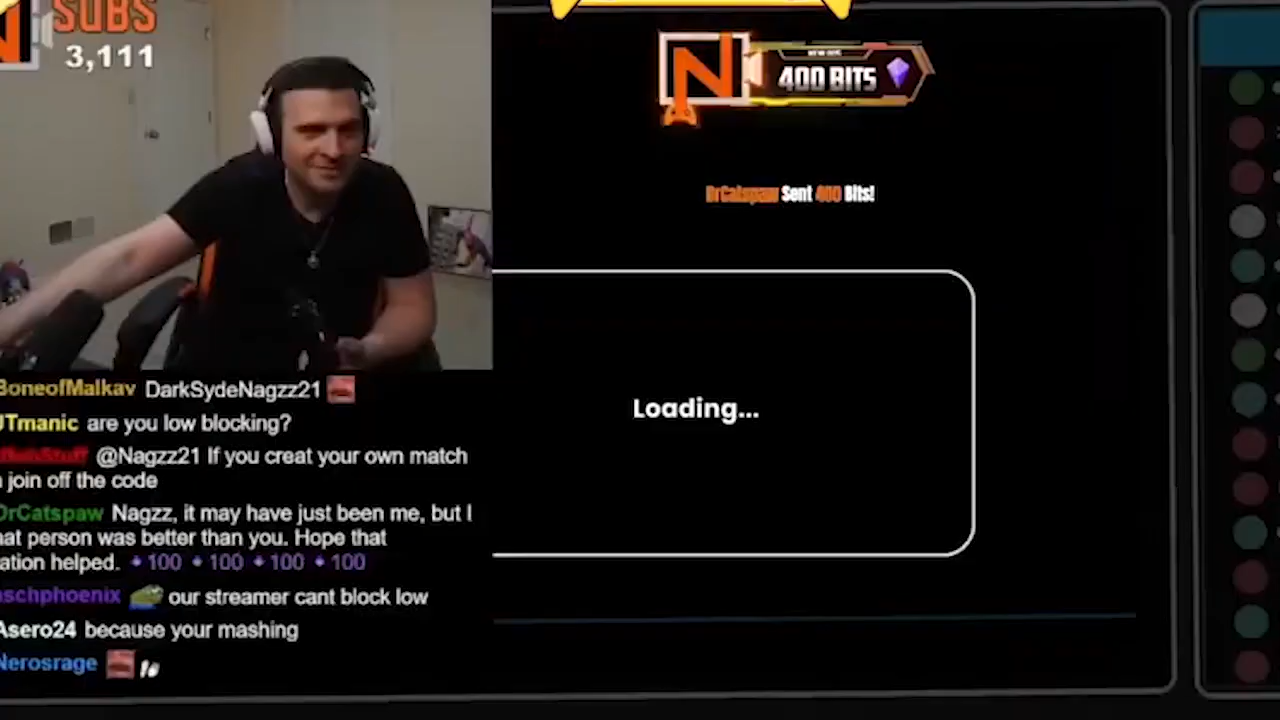 SUBS
3,111
N
400 BITS
DrCatspaw Sent 400 Bits!
Loading...
BoneofMalkav DarkSydeNagzz21
JTmanic are you low blocking?
@Nagzz21 If you creat your own match
join off the code
DrCatspaw Nagzz, it may have just been me, but I
hat person was better than you. Hope that
ation helped. 100 100 100 100
aschphoenix our streamer cant block low
Asero24 because your mashing
Nerosrage